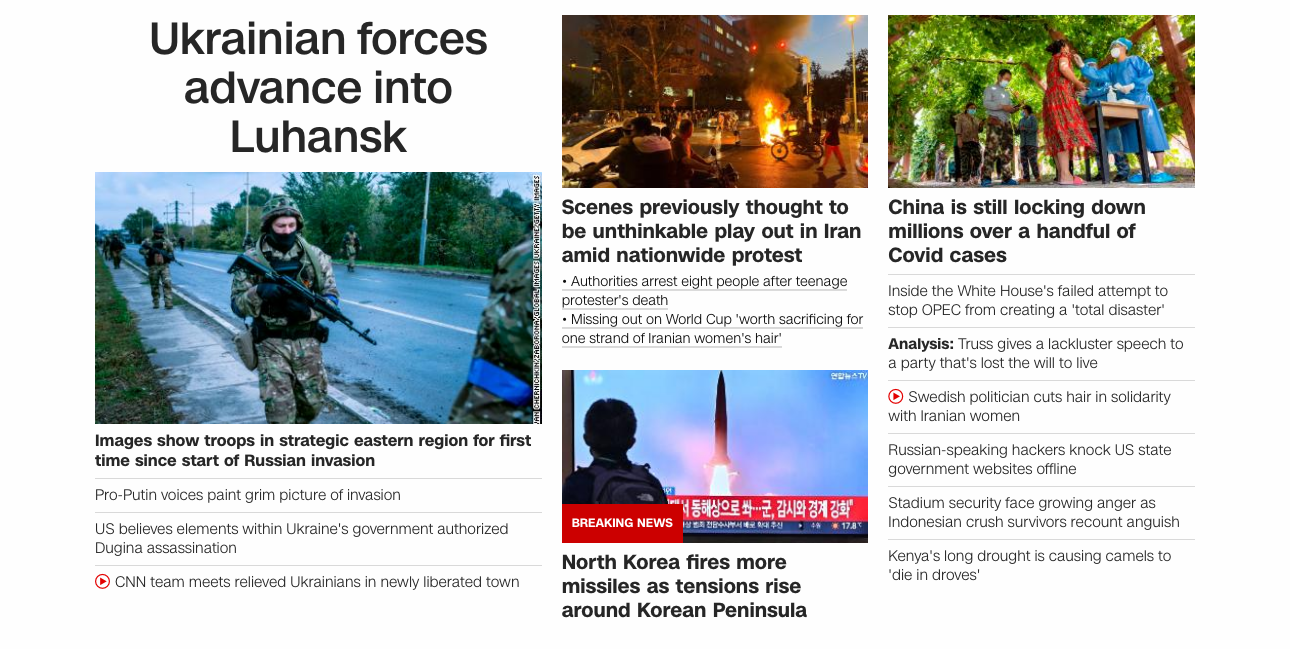 Ukrainian forces
advance into
Luhansk
Images show troops in strategic eastern region for first
time since start of Russian invasion
Pro-Putin voices paint grim picture of invasion
US believes elements within Ukraine's government authorized
Dugina assassination
CNN team meets relieved Ukrainians in newly liberated town
Scenes previously thought to
be unthinkable play out in Iran
amid nationwide protest
• Authorities arrest eight people after teenage
protester's death
• Missing out on World Cup 'worth sacrificing for
one strand of Iranian women's hair'
연합뉴스TV
동해상으로 쏴…군, 감시와 경계 강화"
17.8℃
BREAKING NEWS
North Korea fires more
missiles as tensions rise
around Korean Peninsula
China is still locking down
millions over a handful of
Covid cases
Inside the White House's failed attempt to
stop OPEC from creating a 'total disaster'
Analysis: Truss gives a lackluster speech to
a party that's lost the will to live
Swedish politician cuts hair in solidarity
with Iranian women
Russian-speaking hackers knock US state
government websites offline
Stadium security face growing anger as
Indonesian crush survivors recount anguish
Kenya's long drought is causing camels to
'die in droves'